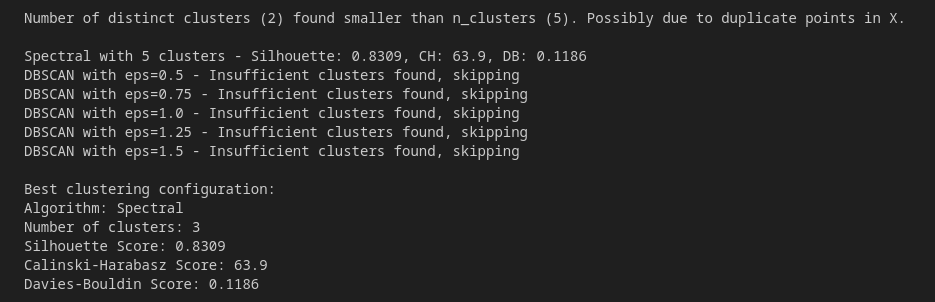 Number of distinct clusters (2) found smaller than n_clusters (5). Possibly due to duplicate points in X.
Spectral with 5 clusters - Silhouette: 0.8309, CH: 63.9, DB: 0.1186
DBSCAN with eps=0.5 - Insufficient clusters found, skipping
DBSCAN with eps=0.75 - Insufficient clusters found, skipping
DBSCAN with eps=1.0 - Insufficient clusters found, skipping
DBSCAN with eps=1.25 - Insufficient clusters found, skipping
DBSCAN with eps=1.5 - Insufficient clusters found, skipping
Best clustering configuration:
Algorithm: Spectral
Number of clusters: 3
Silhouette Score: 0.8309
Calinski-Harabasz Score: 63.9
Davies-Bouldin Score: 0.1186